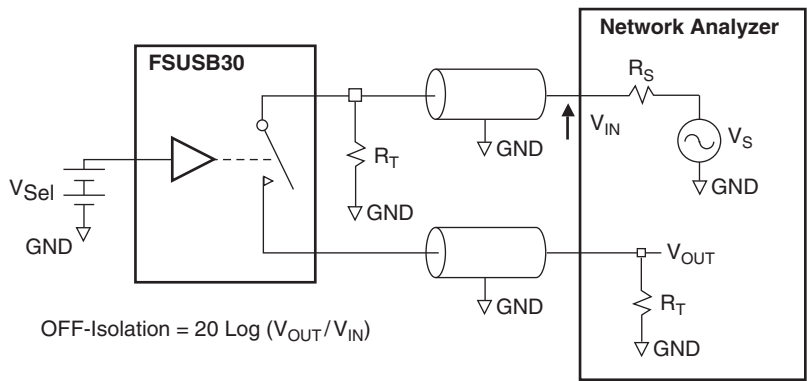 Network Analyzer
FSUSB30
R_S
V_IN
V_S
GND
R_T
GND
GND
V_Sel
GND
GND
V_OUT
GND
R_T
GND
OFF-Isolation = 20 Log (V_OUT/V_IN)